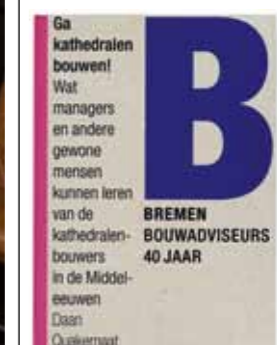 Ga
kathedralen
bouwen!
Wat
managers
en andere
gewone
mensen
kunnen leren
van de
kathedralen-
bouwers
in de Middel-
eeuwen
Daan
Quakernaat
B
BREMEN
BOUWADVISEURS
40 JAAR